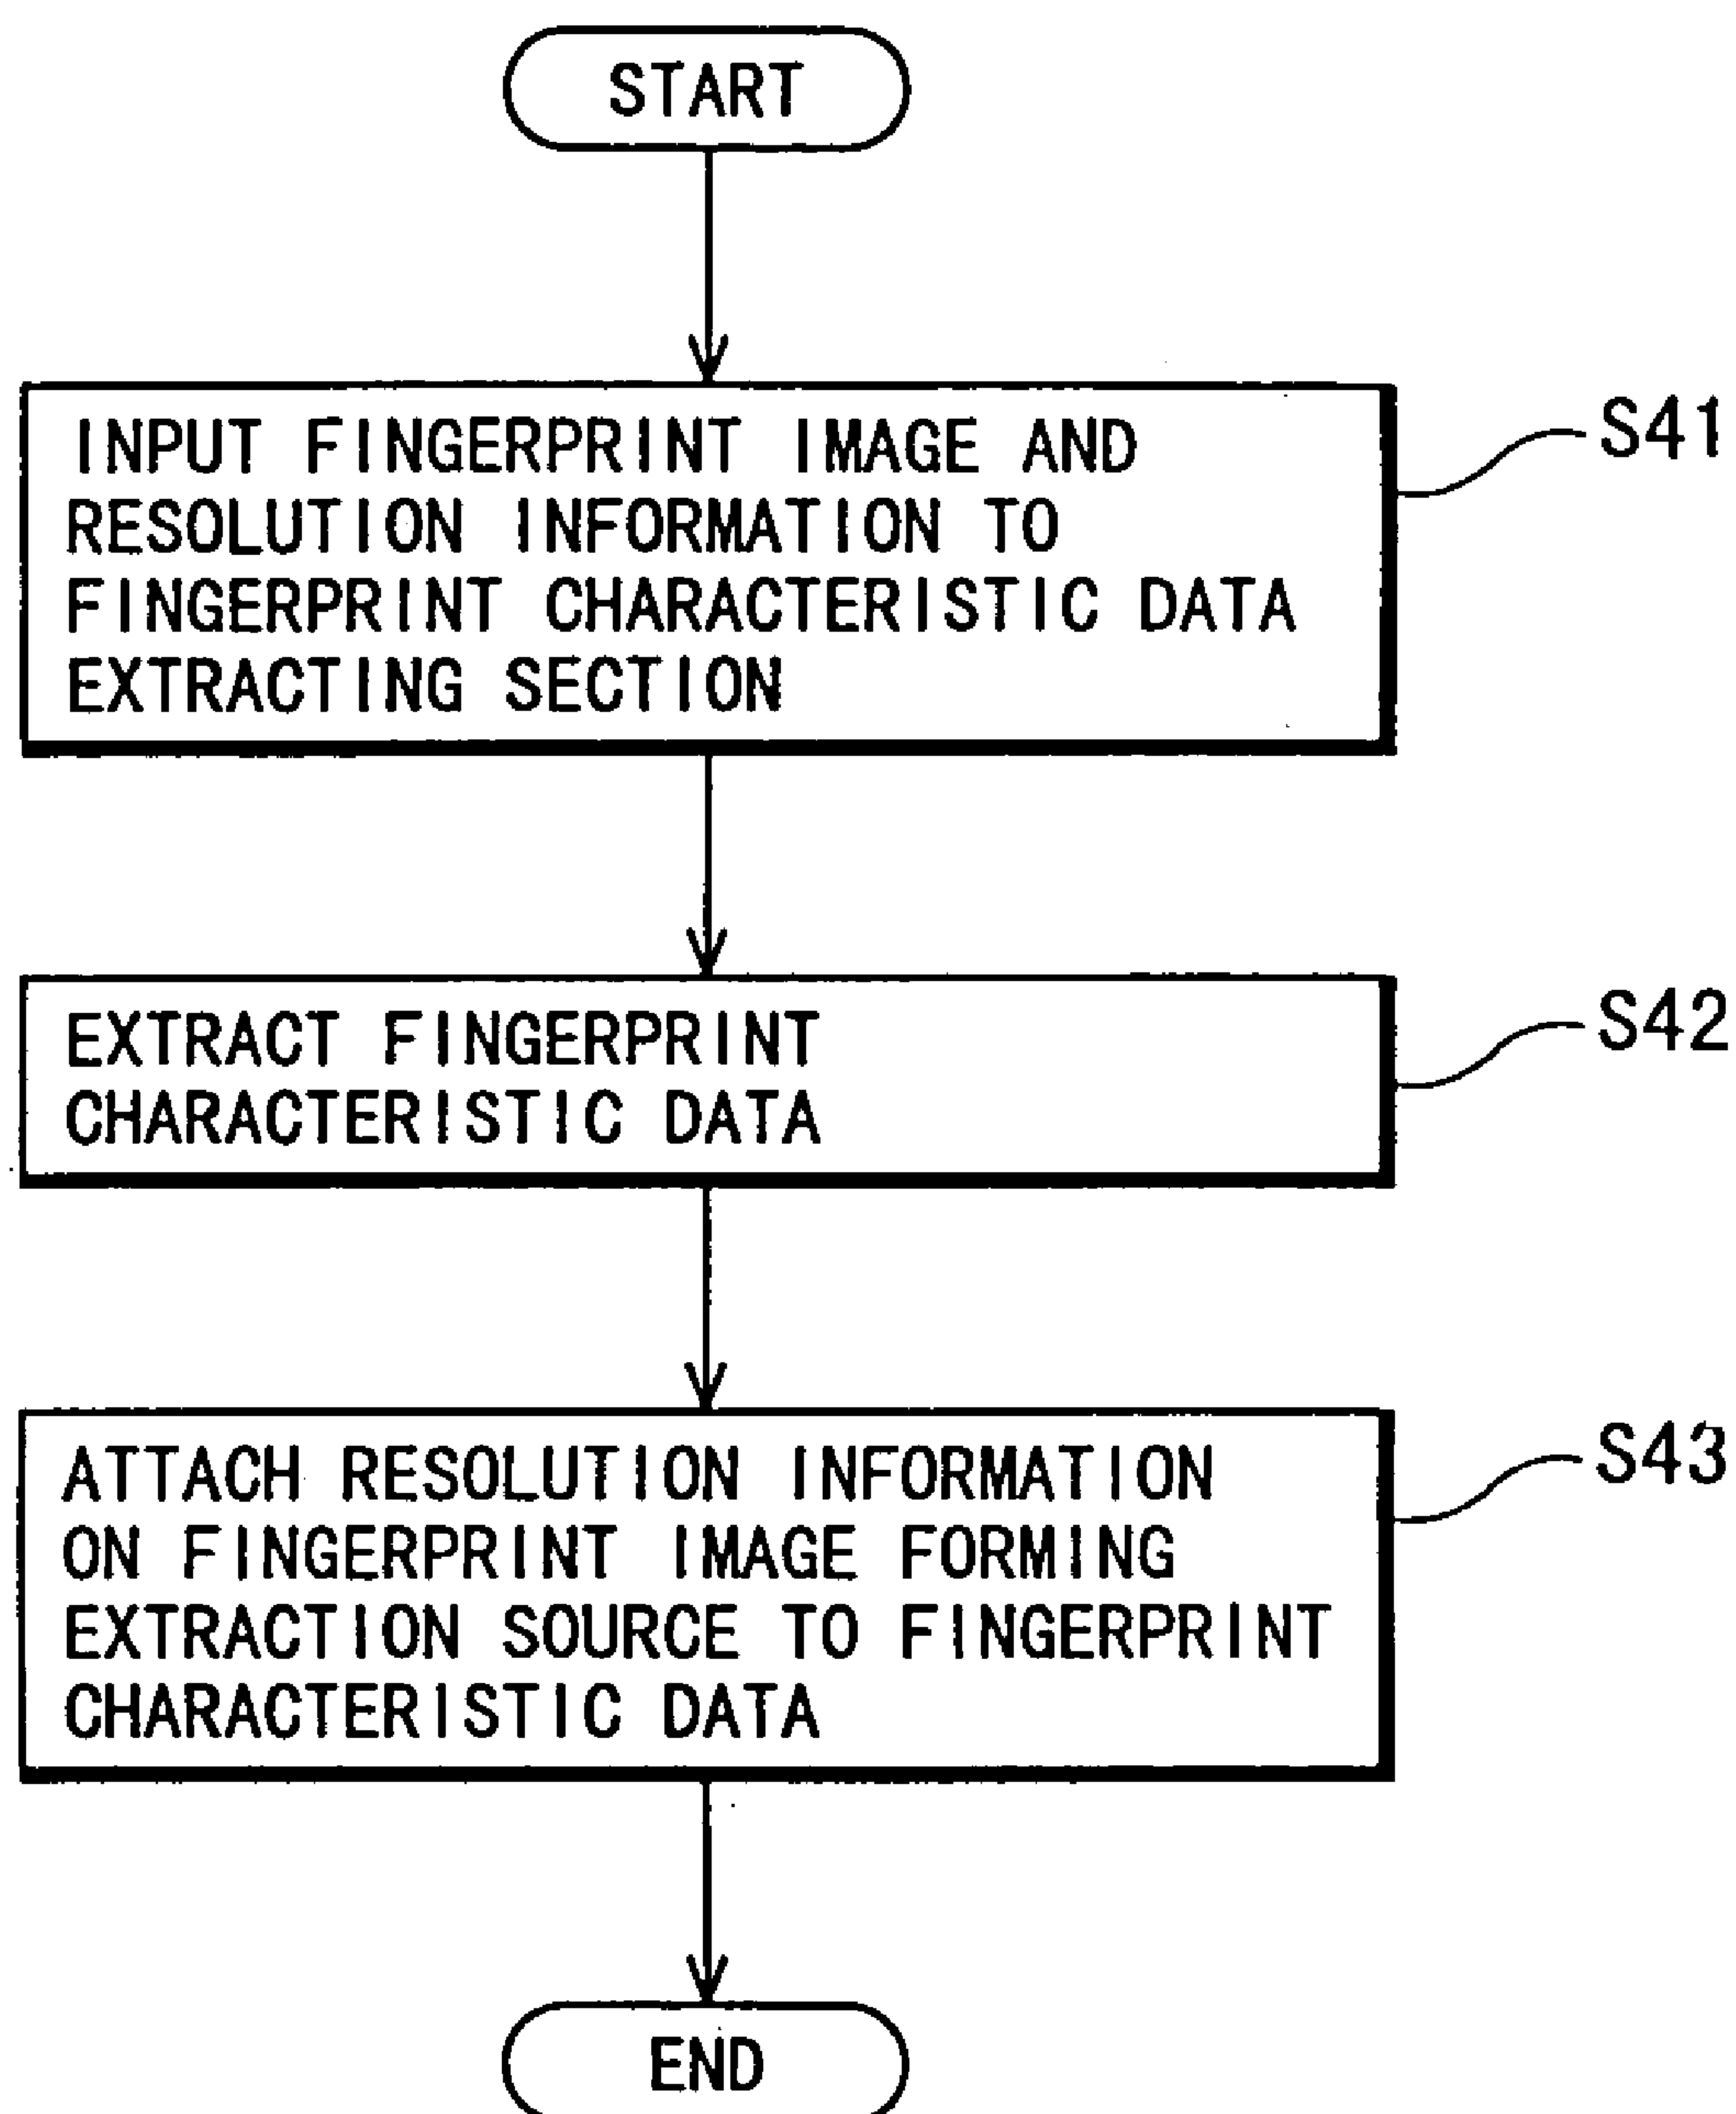 START
INPUT FINGERPRINT IMAGE AND
RESOLUTION INFORMATION TO
FINGERPRINT CHARACTERISTIC DATA
EXTRACTING SECTION
S41
EXTRACT FINGERPRINT
CHARACTERISTIC DATA
S42
ATTACH RESOLUTION INFORMATION
ON FINGERPRINT IMAGE FORMING
EXTRACTION SOURCE TO FINGERPRINT
CHARACTERISTIC DATA
S43
END